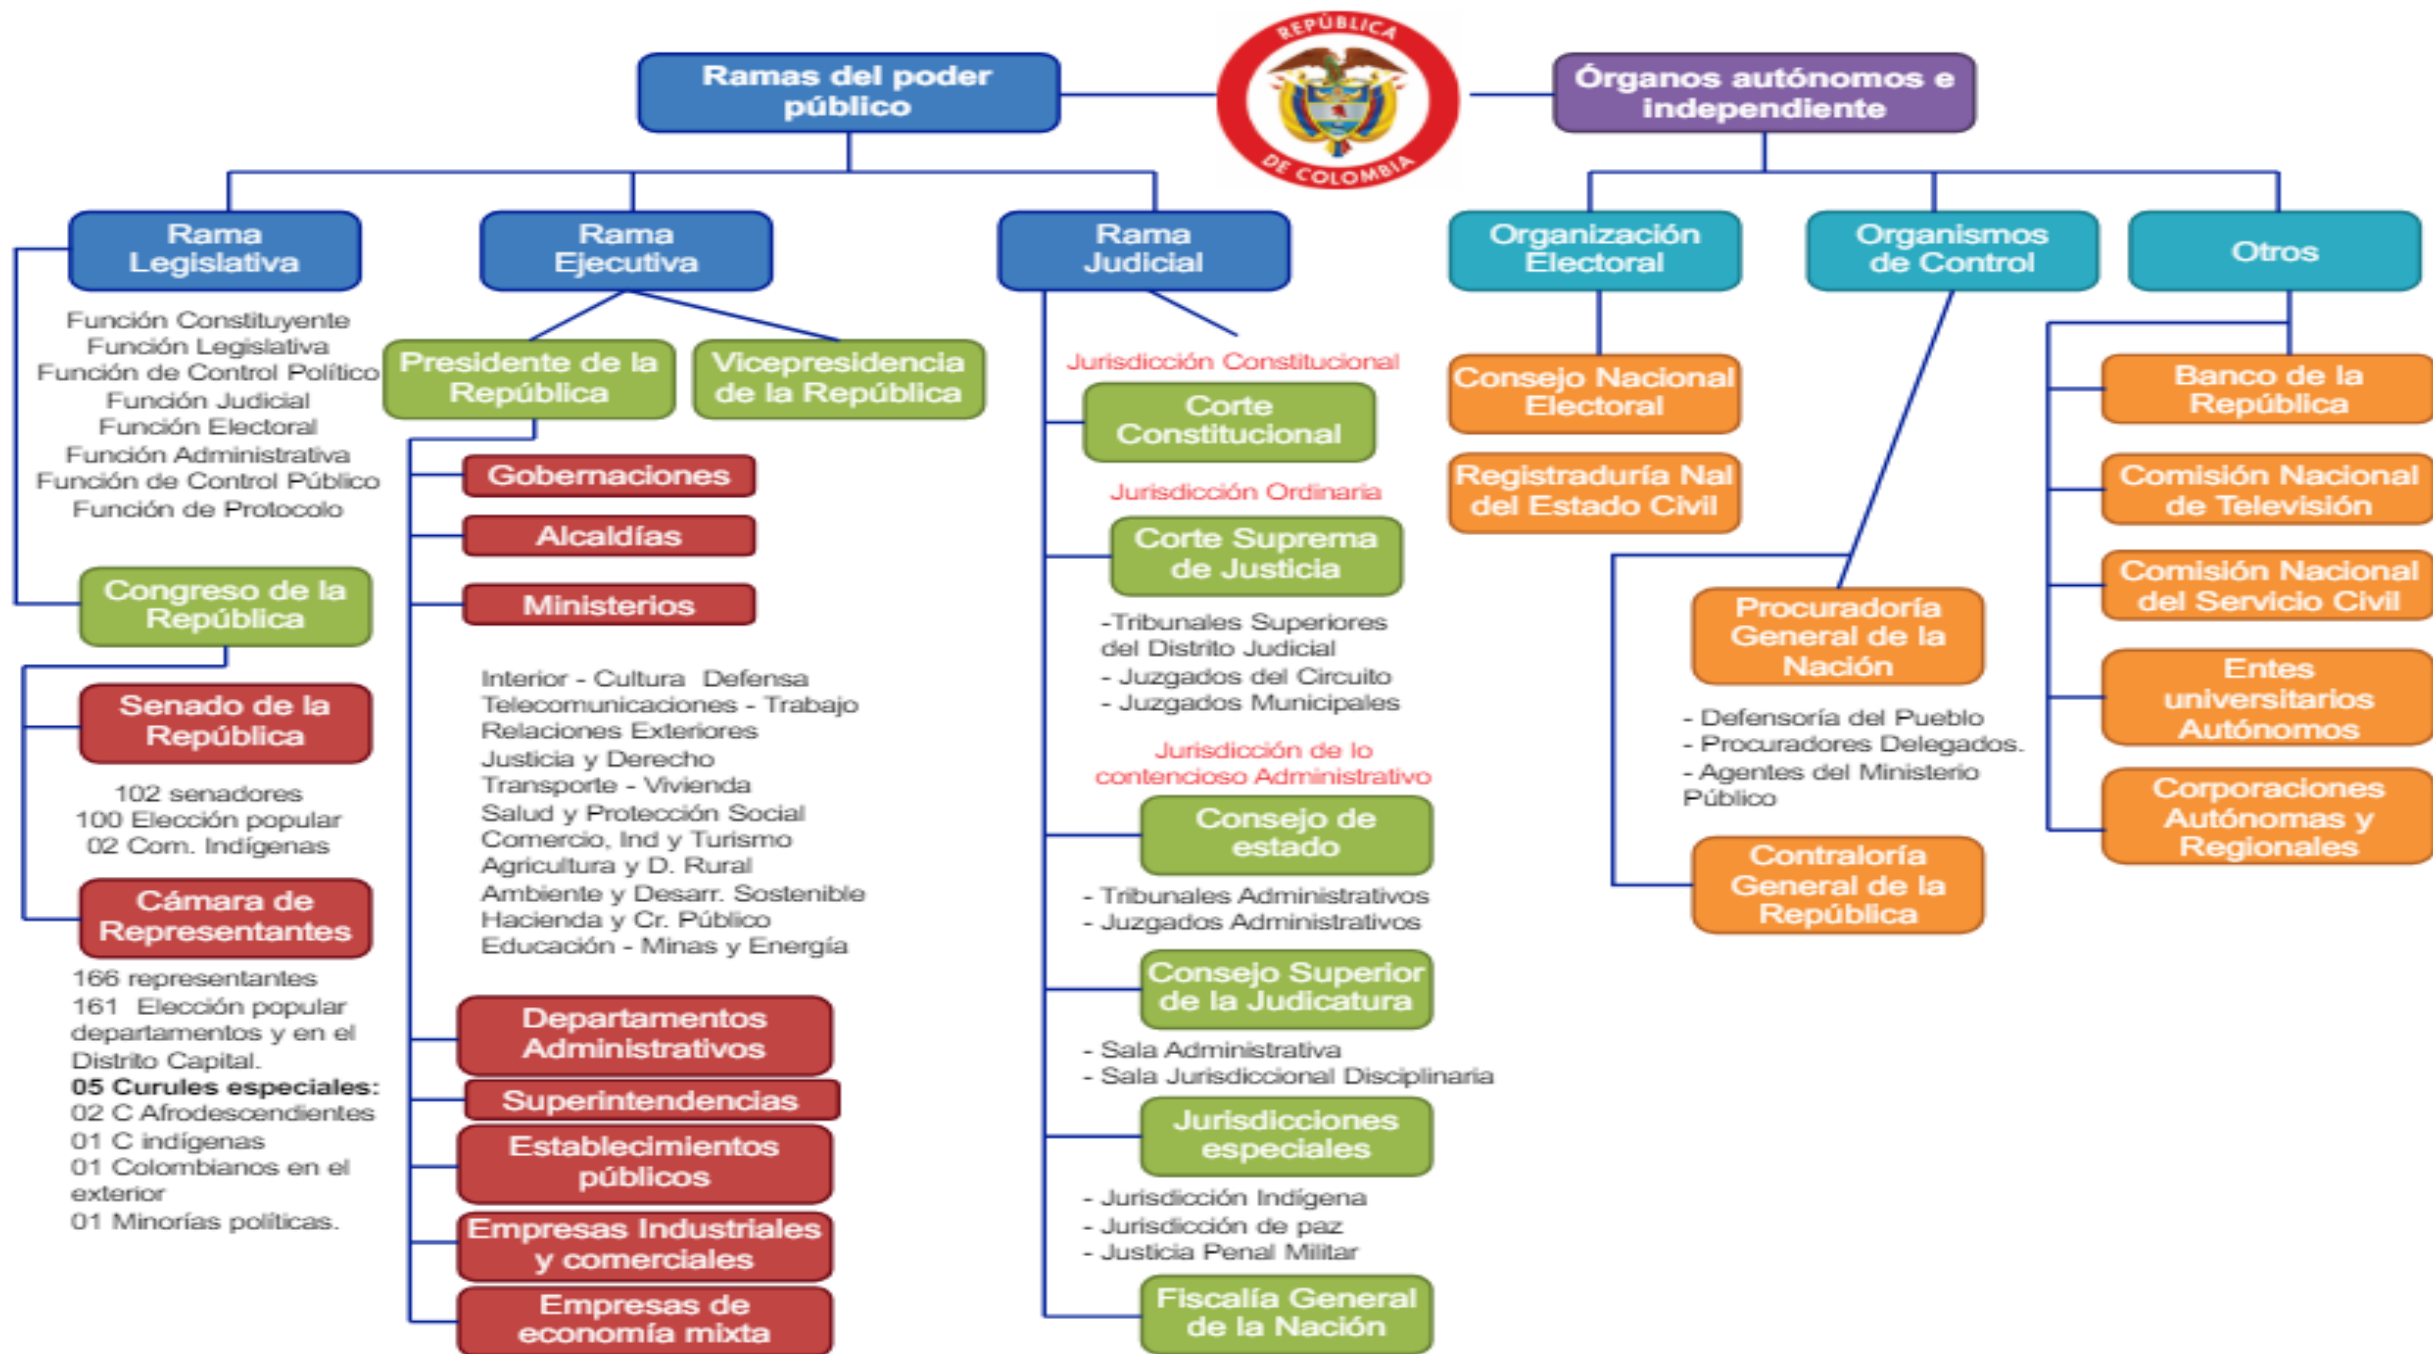 REPÚBLICA
DE COLOMBIA
Ramas del poder
público
Órganos autónomos e
independiente
Rama
Legislativa
Función Constituyente
Función Legislativa
Función de Control Político
Función Judicial
Función Electoral
Función Administrativa
Función de Control Público
Función de Protocolo
Congreso de la
República
Senado de la
República
102 senadores
100 Elección popular
02 Com. Indígenas
Cámara de
Representantes
166 representantes
161 Elección popular
departamentos y en el
Distrito Capital.
05 Curules especiales:
02 C Afrodescendientes
01 C indígenas
01 Colombianos en el
exterior
01 Minorías políticas.
Rama
Ejecutiva
Presidente de la
República
Vicepresidencia
de la República
Gobernaciones
Alcaldías
Ministerios
Interior - Cultura Defensa
Telecomunicaciones - Trabajo
Relaciones Exteriores
Justicia y Derecho
Transporte - Vivienda
Salud y Protección Social
Comercio, Ind y Turismo
Agricultura y D. Rural
Ambiente y Desarr. Sostenible
Hacienda y Cr. Público
Educación - Minas y Energía
Departamentos
Administrativos
Superintendencias
Establecimientos
públicos
Empresas Industriales
y comerciales
Empresas de
economía mixta
Rama
Judicial
Jurisdicción Constitucional
Corte
Constitucional
Jurisdicción Ordinaria
Corte Suprema
de Justicia
-Tribunales Superiores
del Distrito Judicial
- Juzgados del Circuito
- Juzgados Municipales
Jurisdicción de lo
contencioso Administrativo
Consejo de
estado
- Tribunales Administrativos
- Juzgados Administrativos
Consejo Superior
de la Judicatura
- Sala Administrativa
- Sala Jurisdiccional Disciplinaria
Jurisdicciones
especiales
- Jurisdicción Indígena
- Jurisdicción de paz
- Justicia Penal Militar
Fiscalía General
de la Nación
Organización
Electoral
Consejo Nacional
Electoral
Registraduría Nal
del Estado Civil
Organismos
de Control
Procuradoría
General de la
Nación
- Defensoría del Pueblo
- Procuradores Delegados.
- Agentes del Ministerio
Público
Contraloría
General de la
República
Otros
Banco de la
República
Comisión Nacional
de Televisión
Comisión Nacional
del Servicio Civil
Entes
universitarios
Autónomos
Corporaciones
Autónomas y
Regionales